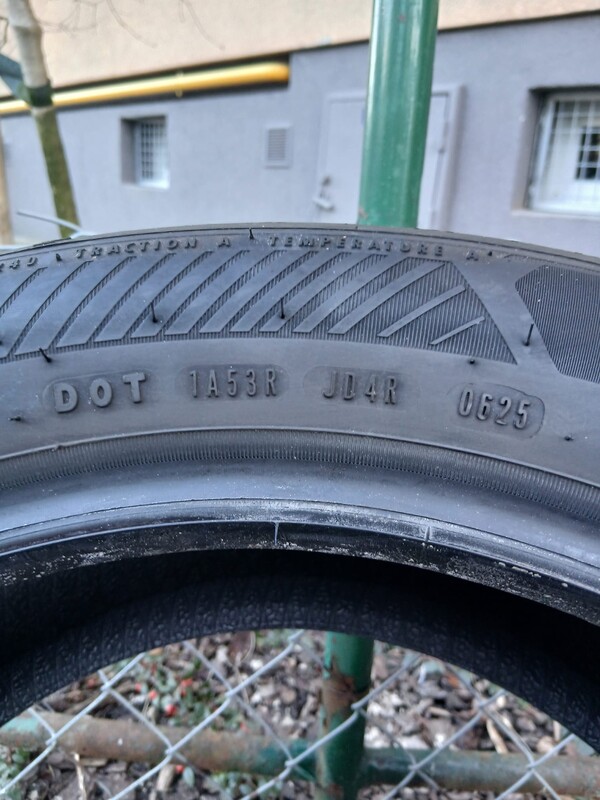 TRACTION A TEMPERATURE A
DOT 1A53R JD4R 0625